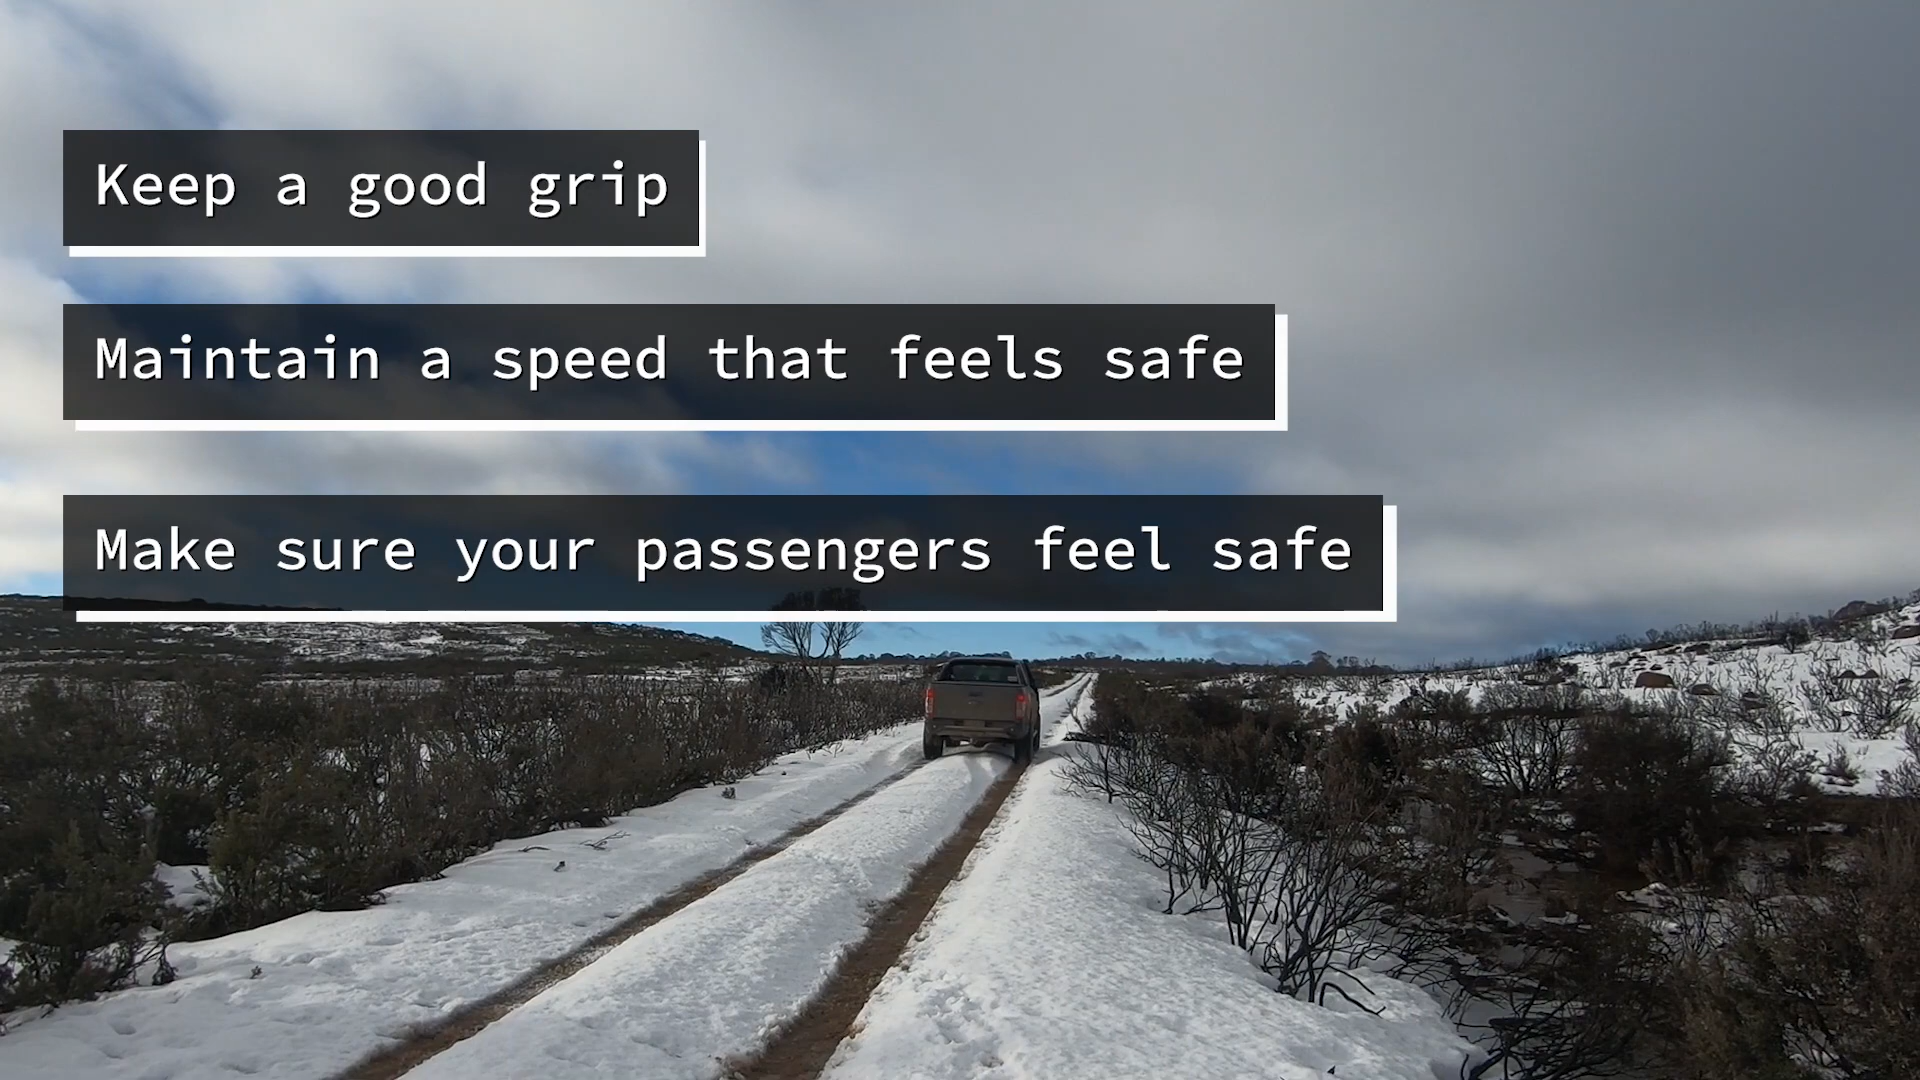 Keep a good grip
Maintain a speed that feels safe
Make sure your passengers feel safe